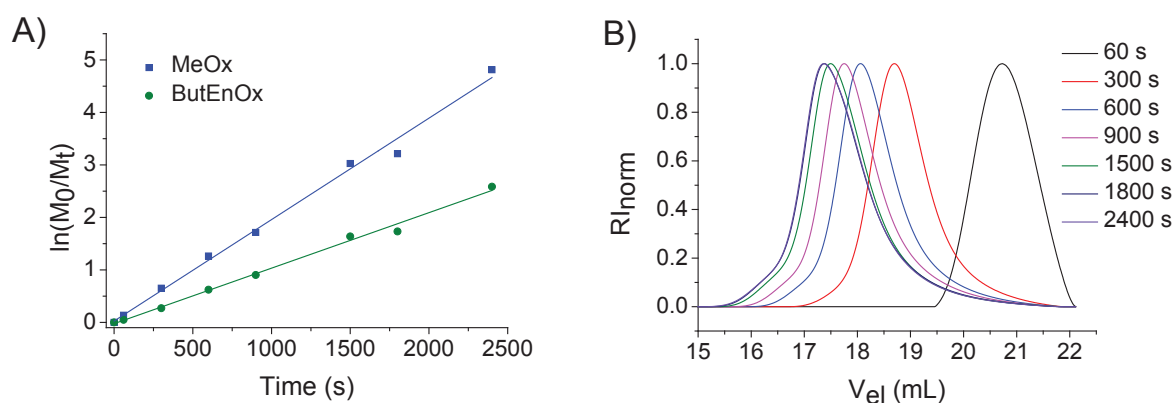 A)
MeOx
ButEnOx
5
4
3
2
1
0
ln(M₀/Mₜ)
0 500 1000 1500 2000 2500
Time (s)
B)
1.0
0.8
0.6
0.4
0.2
0.0
RInorm
15 16 17 18 19 20 21 22
Vel (mL)
60 s
300 s
600 s
900 s
1500 s
1800 s
2400 s